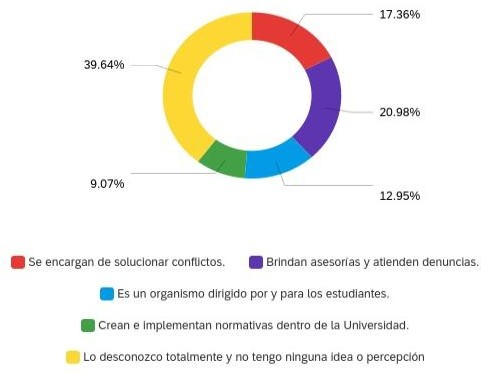 17.36%
39.64%
20.98%
9.07%
12.95%
Se encargan de solucionar conflictos.
Brindan asesorías y atienden denuncias.
Es un organismo dirigido por y para los estudiantes.
Crean e implementan normativas dentro de la Universidad.
Lo desconozco totalmente y no tengo ninguna idea o percepción